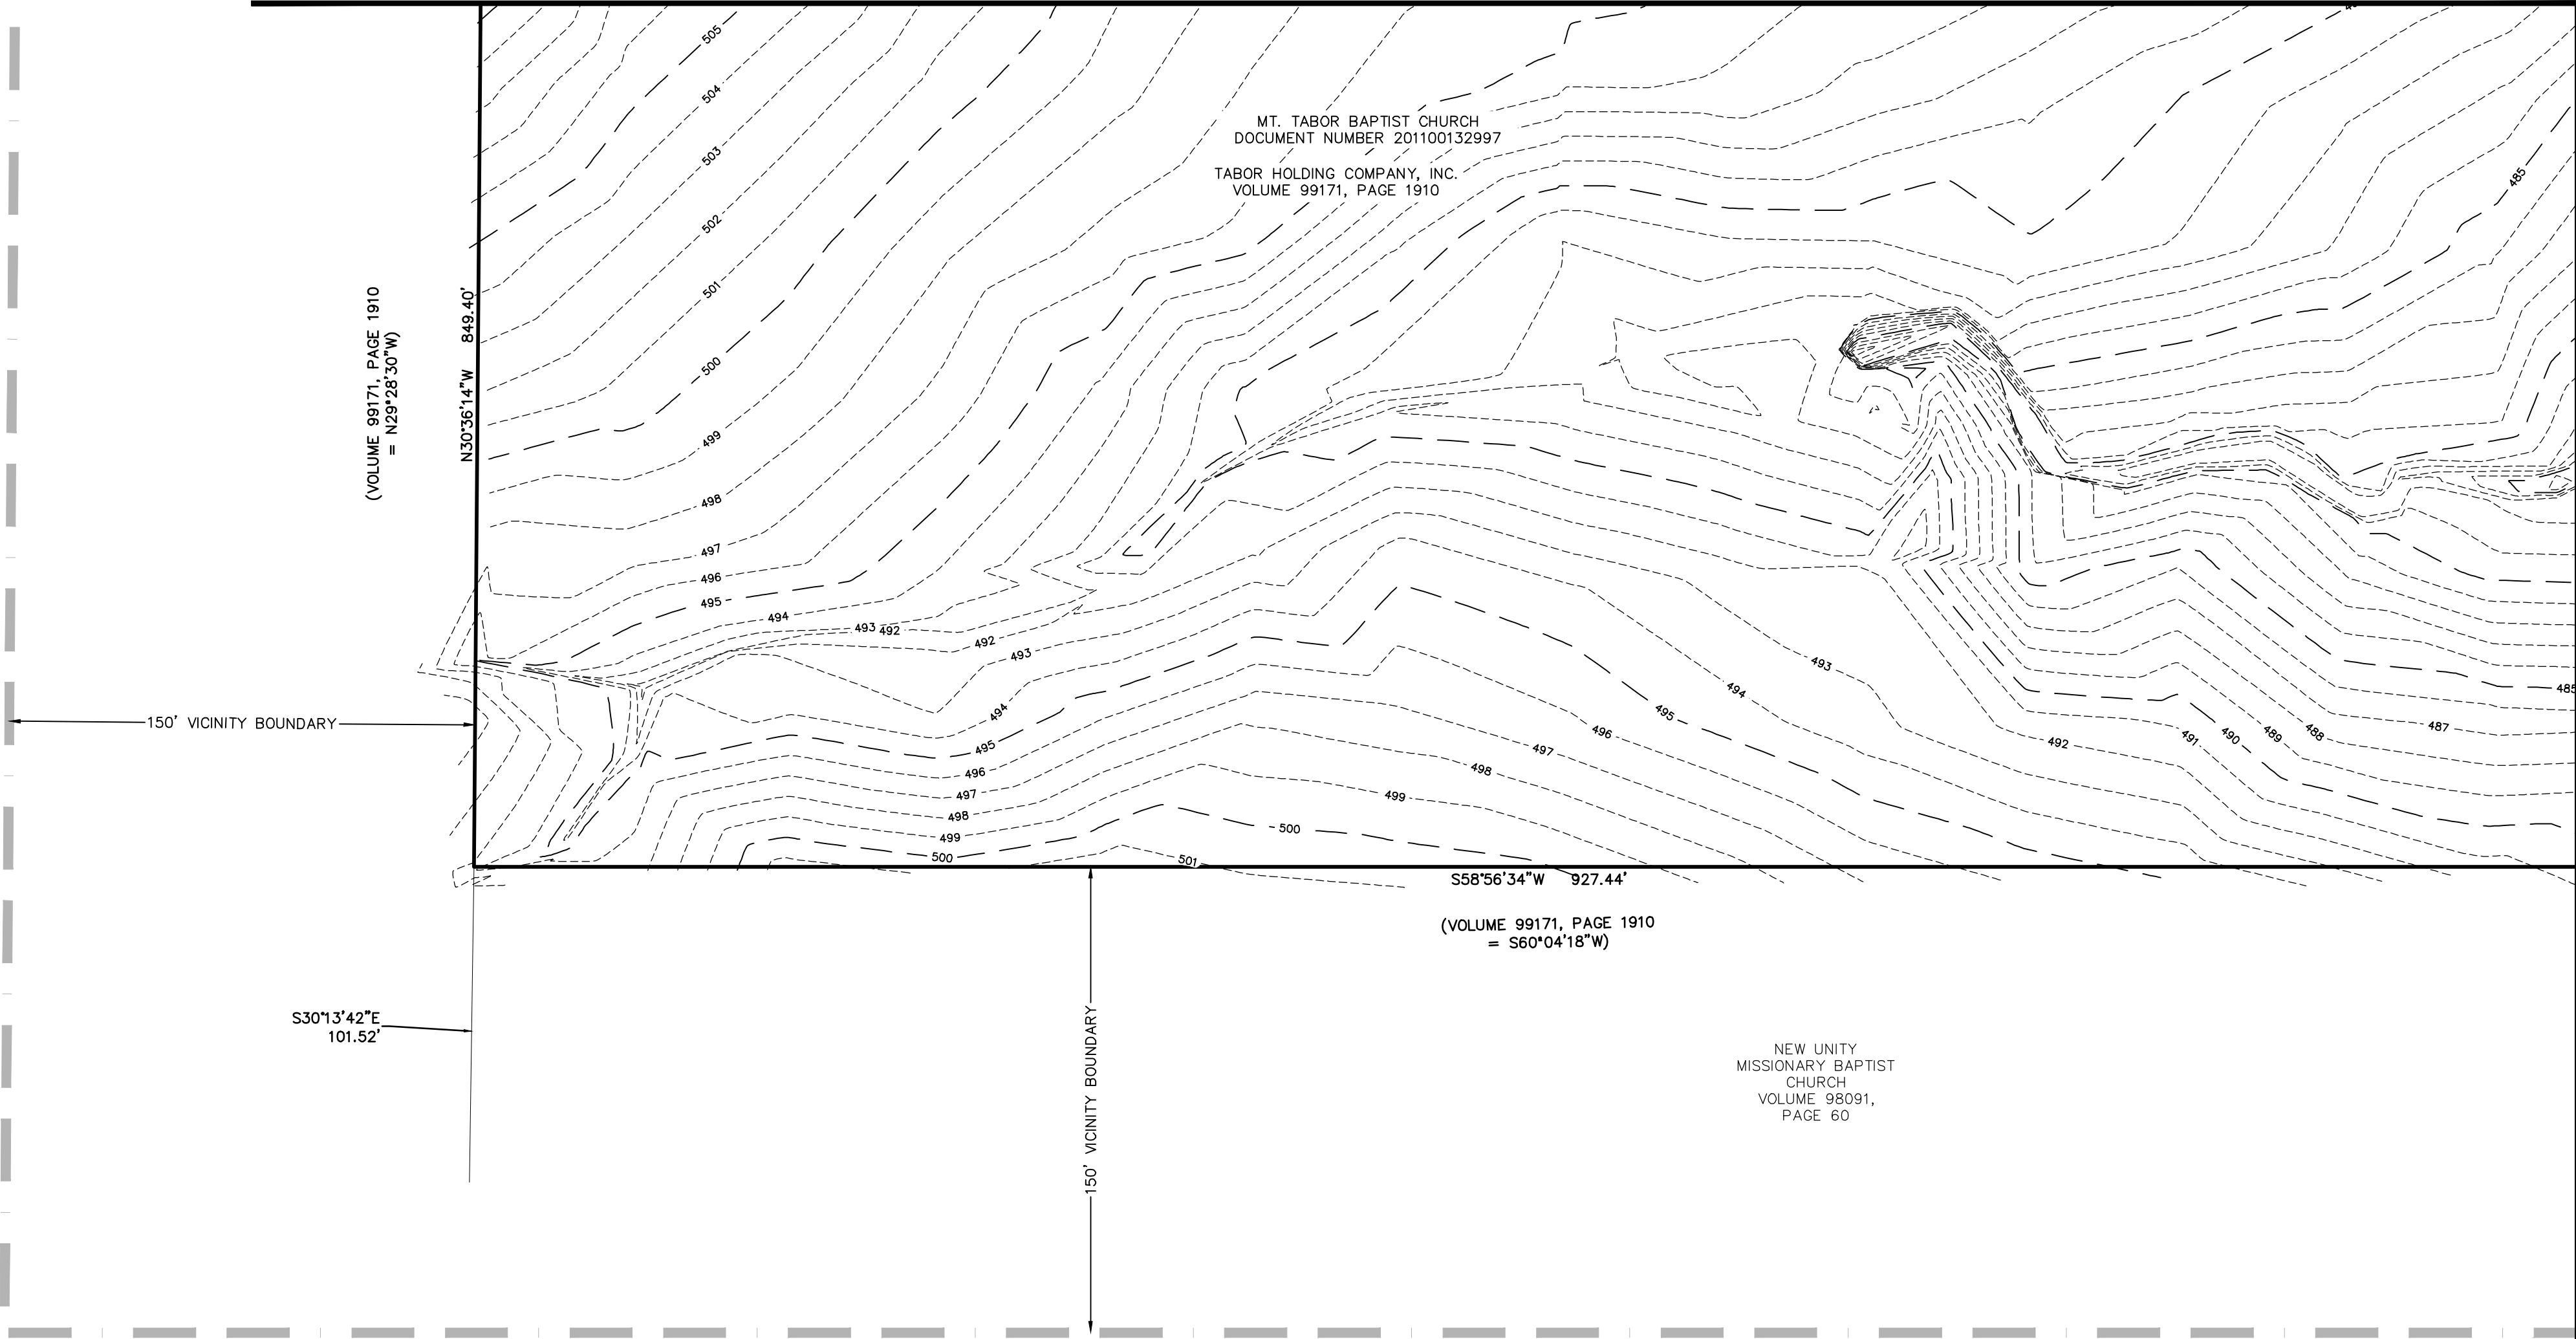 505
504
503
502
501
500
499
498
497
496
495
494
493
492
492
493
494
495
496
497
498
499
500
MT. TABOR BAPTIST CHURCH
DOCUMENT NUMBER 201100132997
TABOR HOLDING COMPANY, INC.
VOLUME 99171, PAGE 1910
485
(VOLUME 99171, PAGE 1910
= N29°28'30"W)
N30°36'14"W 849.40'
150' VICINITY BOUNDARY
501
500
499
498
497
496
495
494
493
492
491
490
489
488
487
485
S58°56'34"W 927.44'
(VOLUME 99171, PAGE 1910
= S60°04'18"W)
S30°13'42"E
101.52'
150' VICINITY BOUNDARY
NEW UNITY
MISSIONARY BAPTIST
CHURCH
VOLUME 98091,
PAGE 60